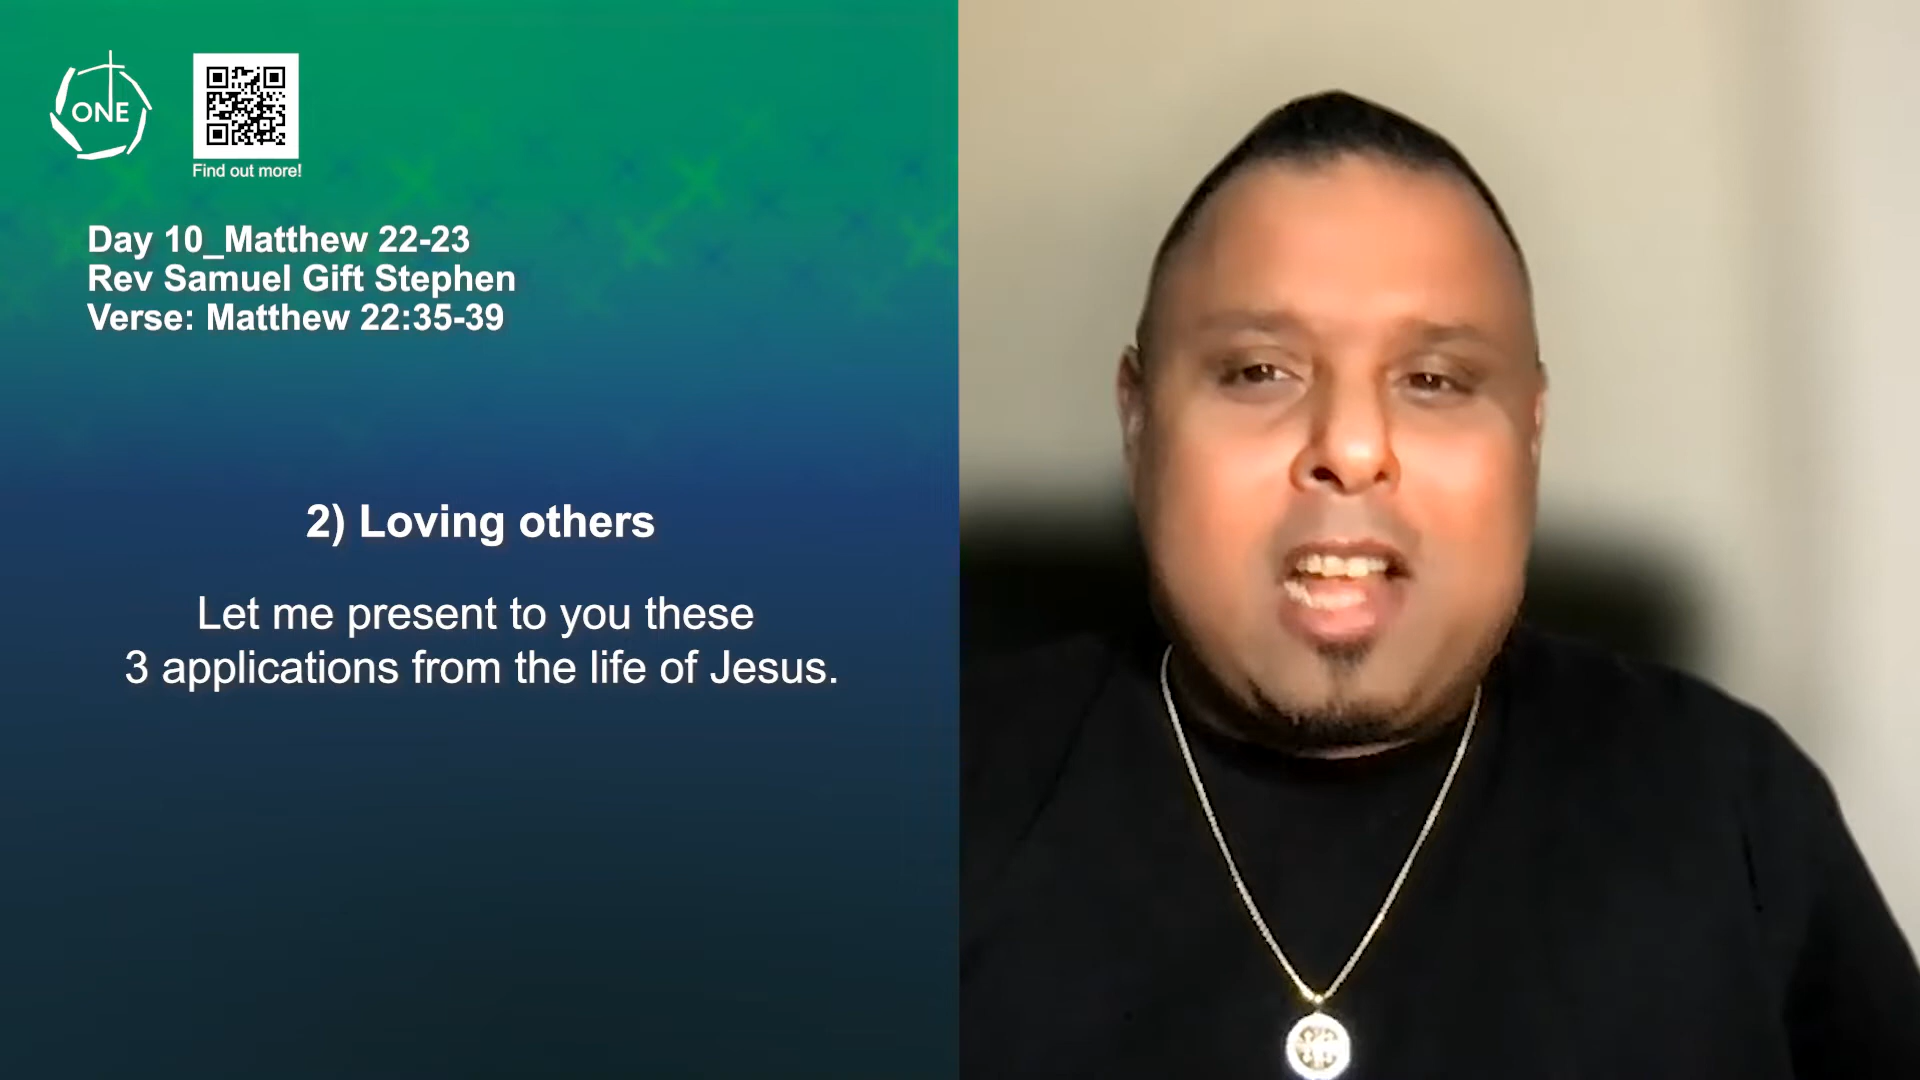 ONE
Find out more!
Day 10_Matthew 22-23
Rev Samuel Gift Stephen
Verse: Matthew 22:35-39
2) Loving others
Let me present to you these
3 applications from the life of Jesus.